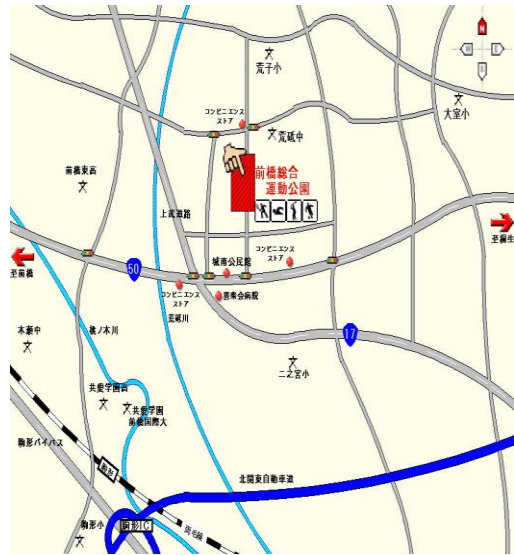 N
W
E
S
荒子小
大室小
コンビニエンス
ストア
荒砥中
前橋東高
前橋総合
運動公園
上武道路
至桐生
城南公民館
コンビニエンス
ストア
至前橋
50
コンビニエンス
ストア
善衆会病院
荒砥川
17
木瀬中
桃ノ木川
二之宮小
共愛学園高
共愛学園
前橋国際大
駒形バイパス
駒形
北関東自動車道
駒形IC
両毛線
駒形小